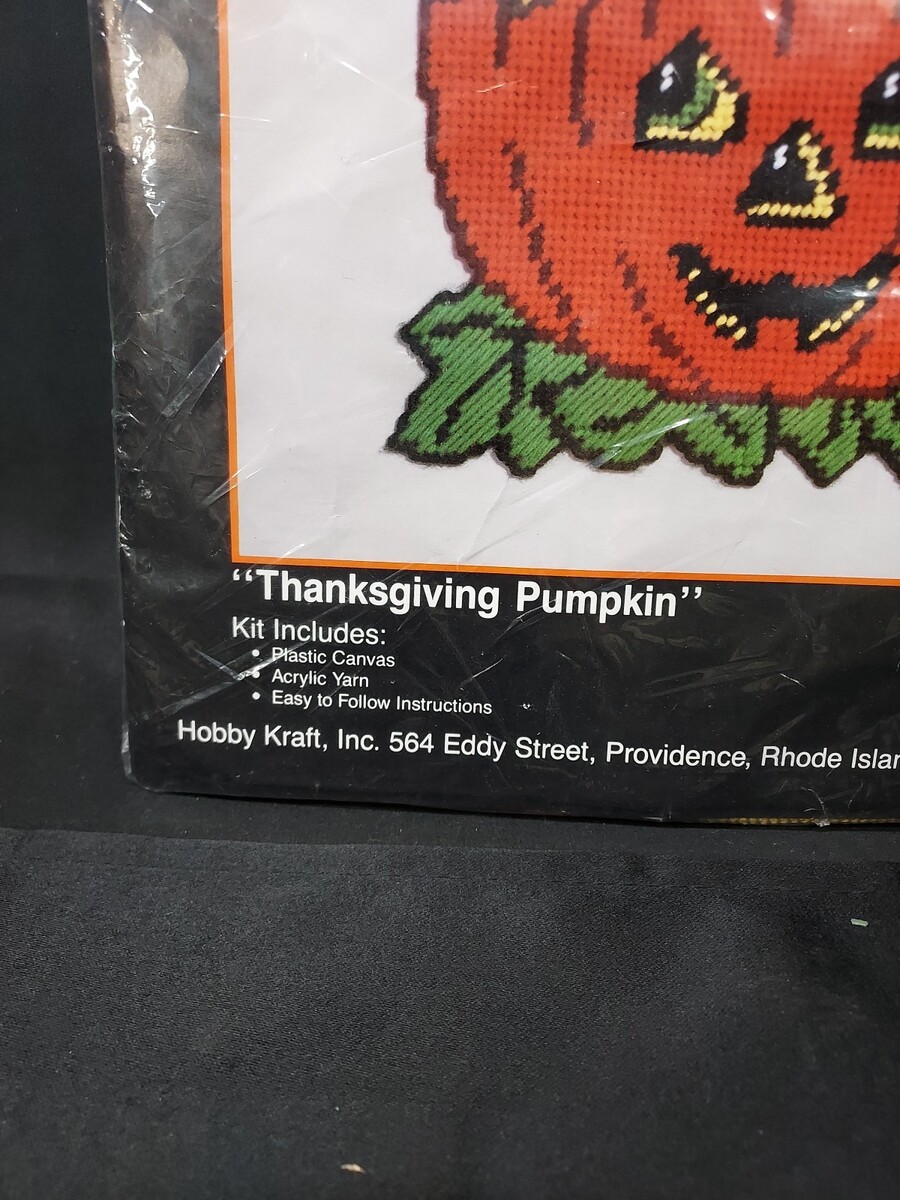 “Thanksgiving Pumpkin”
Kit Includes:
• Plastic Canvas
• Acrylic Yarn
• Easy to Follow Instructions
Hobby Kraft, Inc. 564 Eddy Street, Providence, Rhode Islan